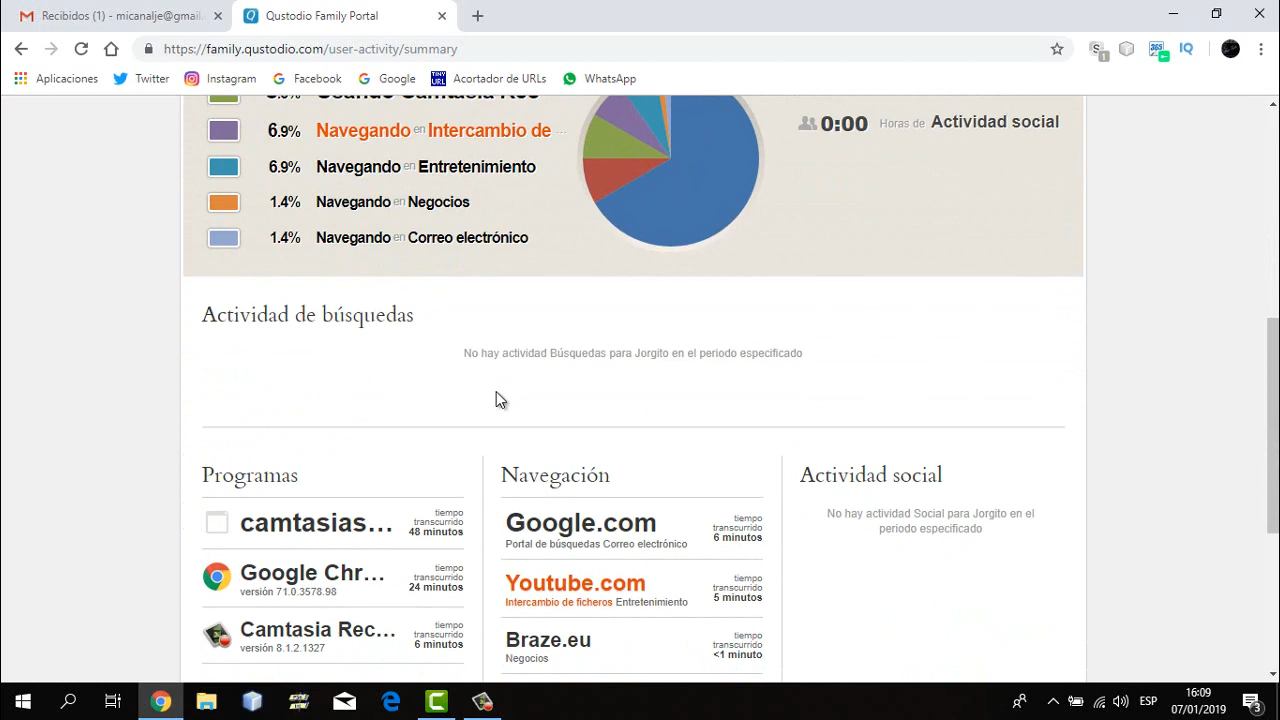 Recibidos (1) - micanalje@gmail.
Qustodio Family Portal
https://family.qustodio.com/user-activity/summary
Aplicaciones
Twitter
Instagram
Facebook
Google
Acortador de URLs
WhatsApp
6.9% Navegando en Intercambio de ...
6.9% Navegando en Entretenimiento
1.4% Navegando en Negocios
1.4% Navegando en Correo electrónico
0:00 Horas de Actividad social
Actividad de búsquedas
No hay actividad Búsquedas para Jorgito en el periodo especificado
Programas
camtasias...
tiempo
transcurrido
48 minutos
Google Chr...
versión 71.0.3578.98
tiempo
transcurrido
24 minutos
Camtasia Rec...
versión 8.1.2.1327
tiempo
transcurrido
6 minutos
Navegación
Google.com
Portal de búsquedas Correo electrónico
tiempo
transcurrido
6 minutos
Youtube.com
Intercambio de ficheros Entretenimiento
tiempo
transcurrido
5 minutos
Braze.eu
Negocios
tiempo
transcurrido
<1 minuto
Actividad social
No hay actividad Social para Jorgito en el
periodo especificado
ESP
16:09
07/01/2019
3